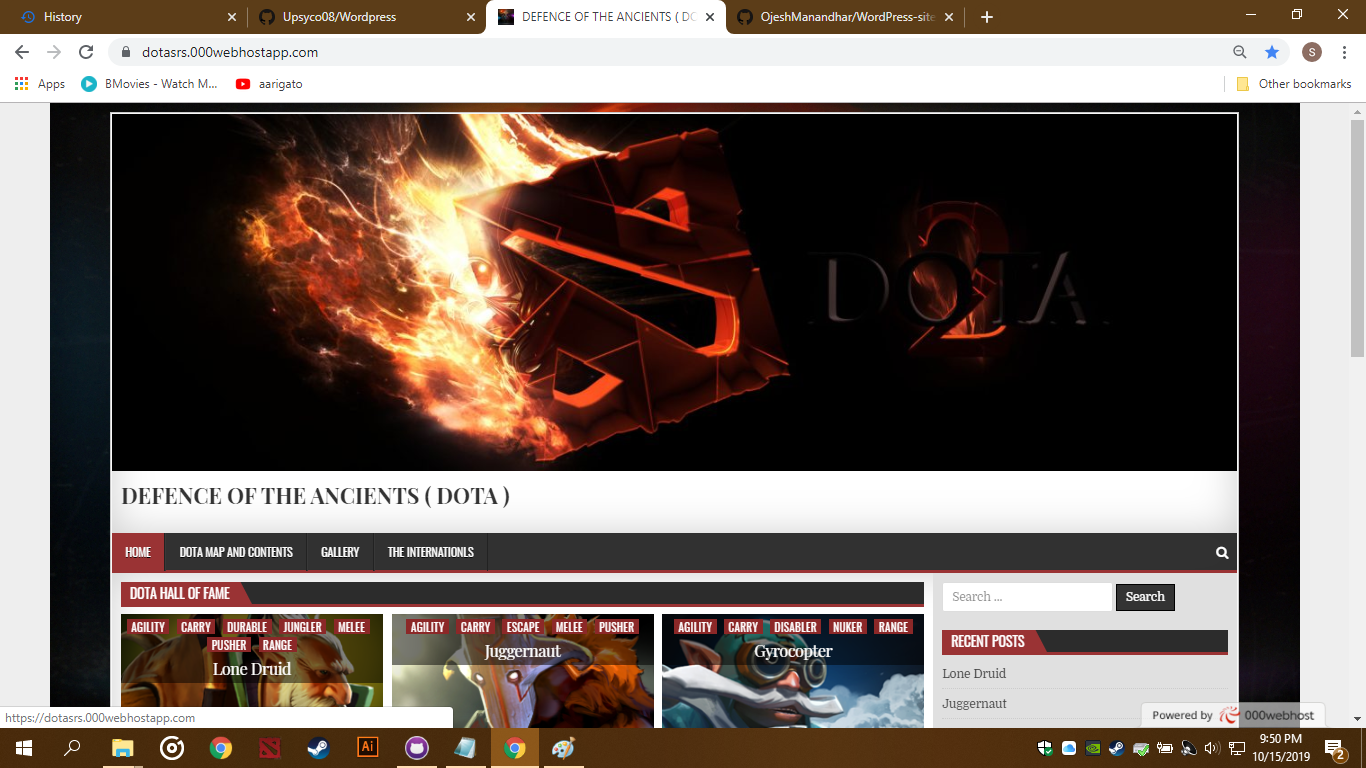 History
Upsyco08/Wordpress
DEFENCE OF THE ANCIENTS ( DO
OjeshManandhar/WordPress-site
dotasrs.000webhostapp.com
S
Apps
BMovies - Watch M...
aarigato
Other bookmarks
DOTA 2
DEFENCE OF THE ANCIENTS ( DOTA )
HOME
DOTA MAP AND CONTENTS
GALLERY
THE INTERNATIONLS
DOTA HALL OF FAME
Search ...
Search
AGILITY CARRY DURABLE JUNGLER MELEE
PUSHER RANGE
Lone Druid
AGILITY CARRY ESCAPE MELEE PUSHER
Juggernaut
AGILITY CARRY DISABLER NUKER RANGE
Gyrocopter
RECENT POSTS
Lone Druid
Juggernaut
https://dotasrs.000webhostapp.com
Powered by 000webhost
Ai
9:50 PM
10/15/2019
2